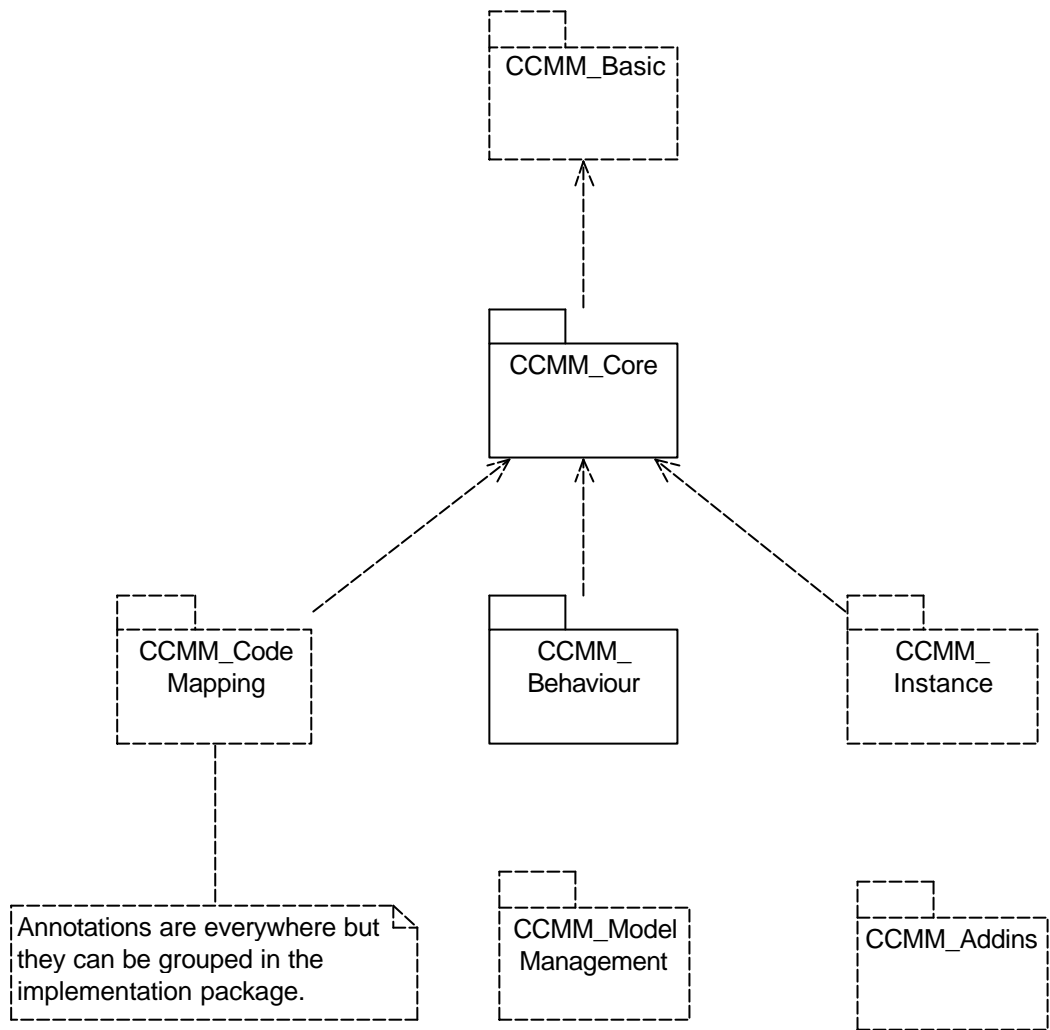 CCMM_Basic
CCMM_Core
CCMM_Code
Mapping
CCMM_
Behaviour
CCMM_
Instance
Annotations are everywhere but
they can be grouped in the
implementation package.
CCMM_Model
Management
CCMM_Addins